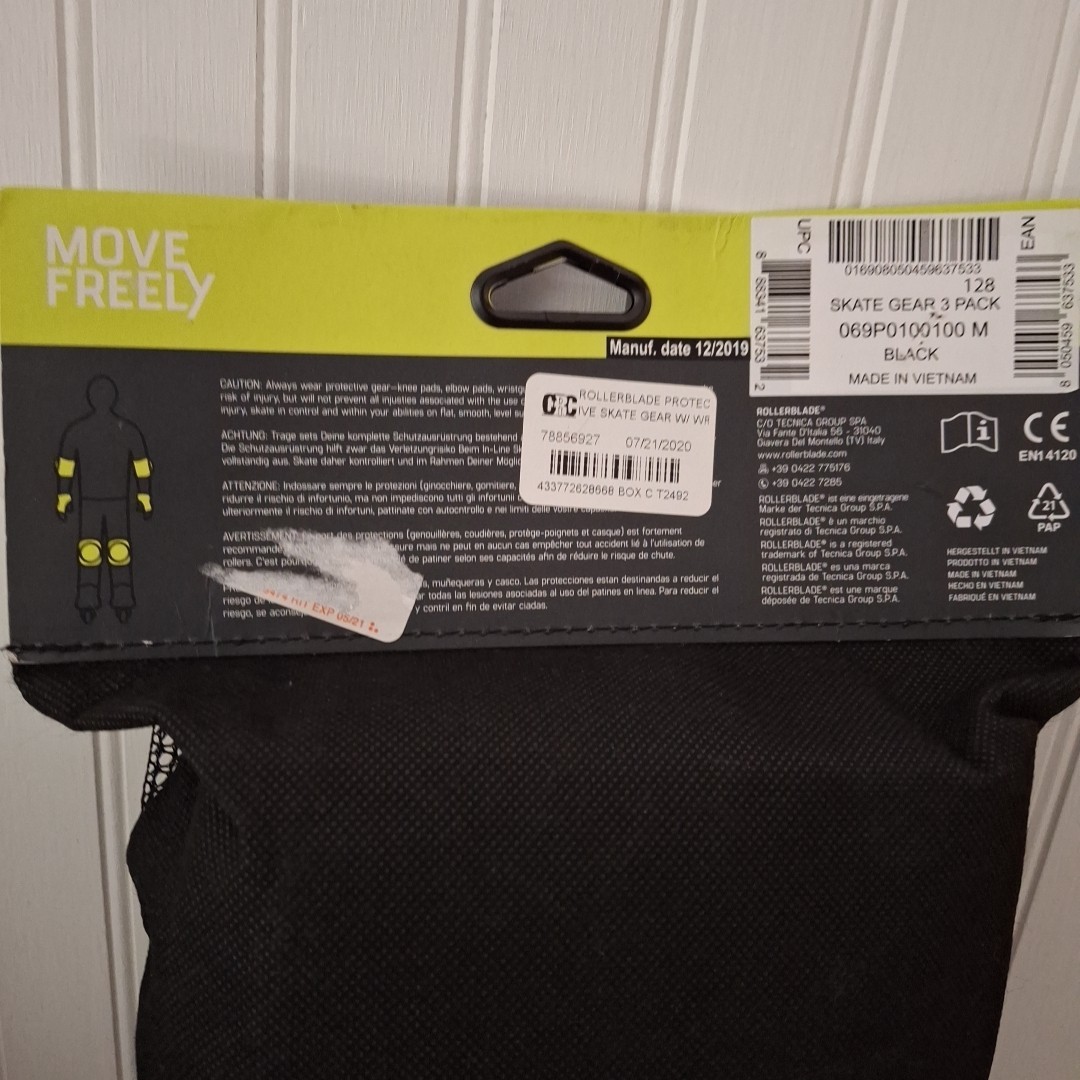 MOVE
FREELY
Manuf. date 12/2019
UPC
8 66341 63753 2
016908050459637533
128
SKATE GEAR 3 PACK
069P0100100 M
BLACK
MADE IN VIETNAM
EAN
8 050459 637533
CAUTION: Always wear protective gear–knee pads, elbow pads,
risk of injury, but will not prevent all injuries associated with the use
injury, skate in control and within your abilities on flat, smooth, level
ACHTUNG: Trage stets Deine komplette Schutzausrüstung bestehend
Die Schutzausrüstung hilft zwar das Verletzungrisiko Beim In-Line
vollständig aus. Skate daher kontrolliert und im Rahmen Deiner
ATTENZIONE: Indossare sempre le protezioni (ginocchiere, gomitiere,
ridurre il rischio di infortunio, ma non impediscono tutti gli infortuni
ulteriormente il rischio di infortuni, pattinate con autocontrollo e nei limiti delle vostre
AVERTISSEMENT: des protections (genouillères, coudières, protège-poignets et casque) est fortement
mais ne peut en aucun cas empêcher tout accident lié à l'utilisation de
rollers. C'est de patiner selon ses capacités afin de réduire le risque de chute.
muñequeras y casco. Las protecciones estan destinandas a reducir el
riesgo todas las lesiones asociadas al uso del patines en linea. Para reducir el
riesgo, se y contril en fin de evitar ciadas.
CRC
ROLLERBLADE PROTEC
IVE SKATE GEAR W/ WR
78856927 07/21/2020
433772628668 BOX C T2492
EXP 05/21
ROLLERBLADE®
C/O TECNICA GROUP SPA
Via Fante D'Italia 56 - 31040
Giavera Del Montello (TV) Italy
www.rollerblade.com
+39 0422 775176
+39 0422 7285
ROLLERBLADE® ist eine eingetragene
Marke der Tecnica Group S.P.A.
ROLLERBLADE® è un marchio
registrato di Tecnica Group S.P.A.
ROLLERBLADE® is a registered
trademark of Tecnica Group S.P.A.
ROLLERBLADE® es una marca
registrada de Tecnica Group S.P.A.
ROLLERBLADE® est une marque
déposée de Tecnica Group S.P.A.
i
CE
EN14120
21
PAP
HERGESTELLT IN VIETNAM
PRODOTTO IN VIETNAM
MADE IN VIETNAM
HECHO EN VIETNAM
FABRIQUÉ EN VIETNAM